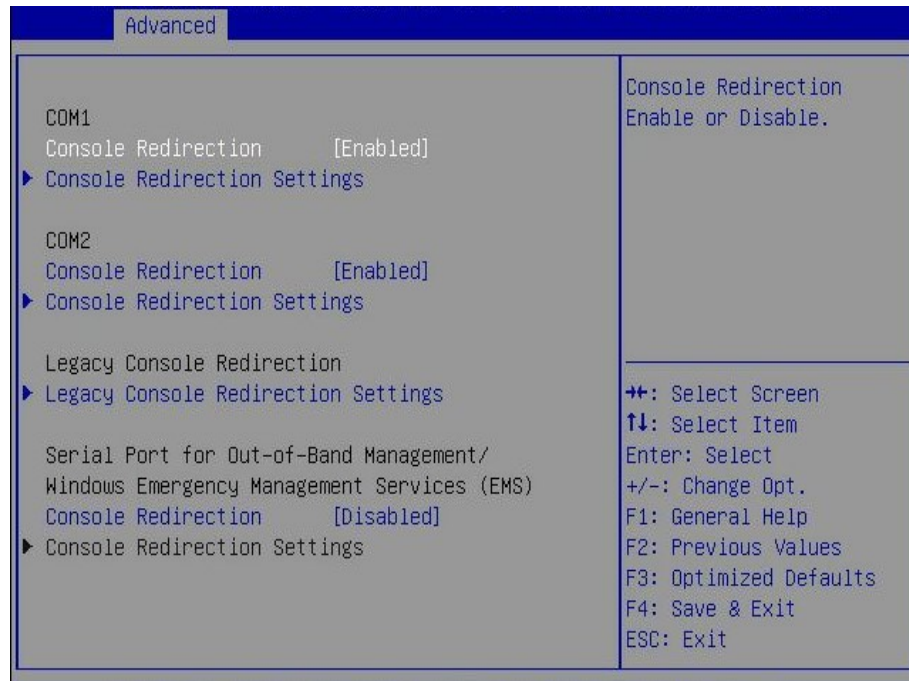 Advanced
COM1
Console Redirection [Enabled]
Console Redirection Settings
COM2
Console Redirection [Enabled]
Console Redirection Settings
Legacy Console Redirection
Legacy Console Redirection Settings
Serial Port for Out-of-Band Management/
Windows Emergency Management Services (EMS)
Console Redirection [Disabled]
Console Redirection Settings
Console Redirection
Enable or Disable.
→←: Select Screen
↑↓: Select Item
Enter: Select
+/-: Change Opt.
F1: General Help
F2: Previous Values
F3: Optimized Defaults
F4: Save & Exit
ESC: Exit